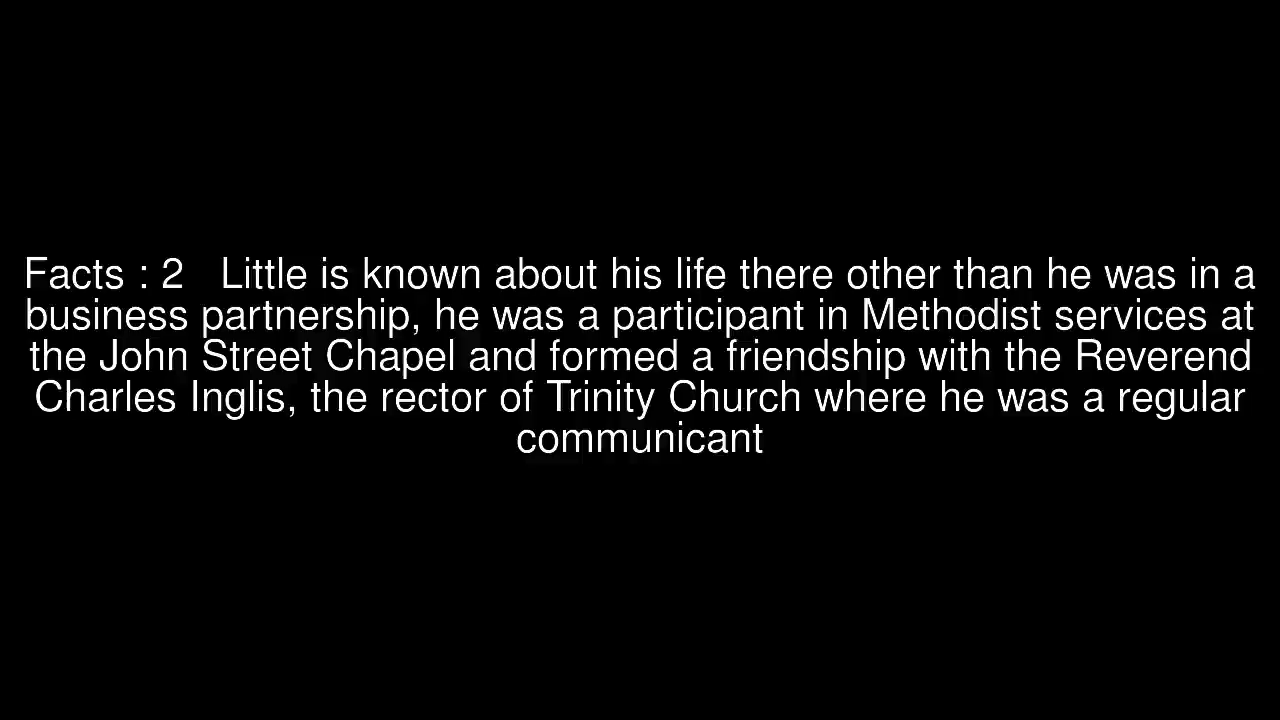 Facts : 2   Little is known about his life there other than he was in a
business partnership, he was a participant in Methodist services at
the John Street Chapel and formed a friendship with the Reverend
Charles Inglis, the rector of Trinity Church where he was a regular
communicant